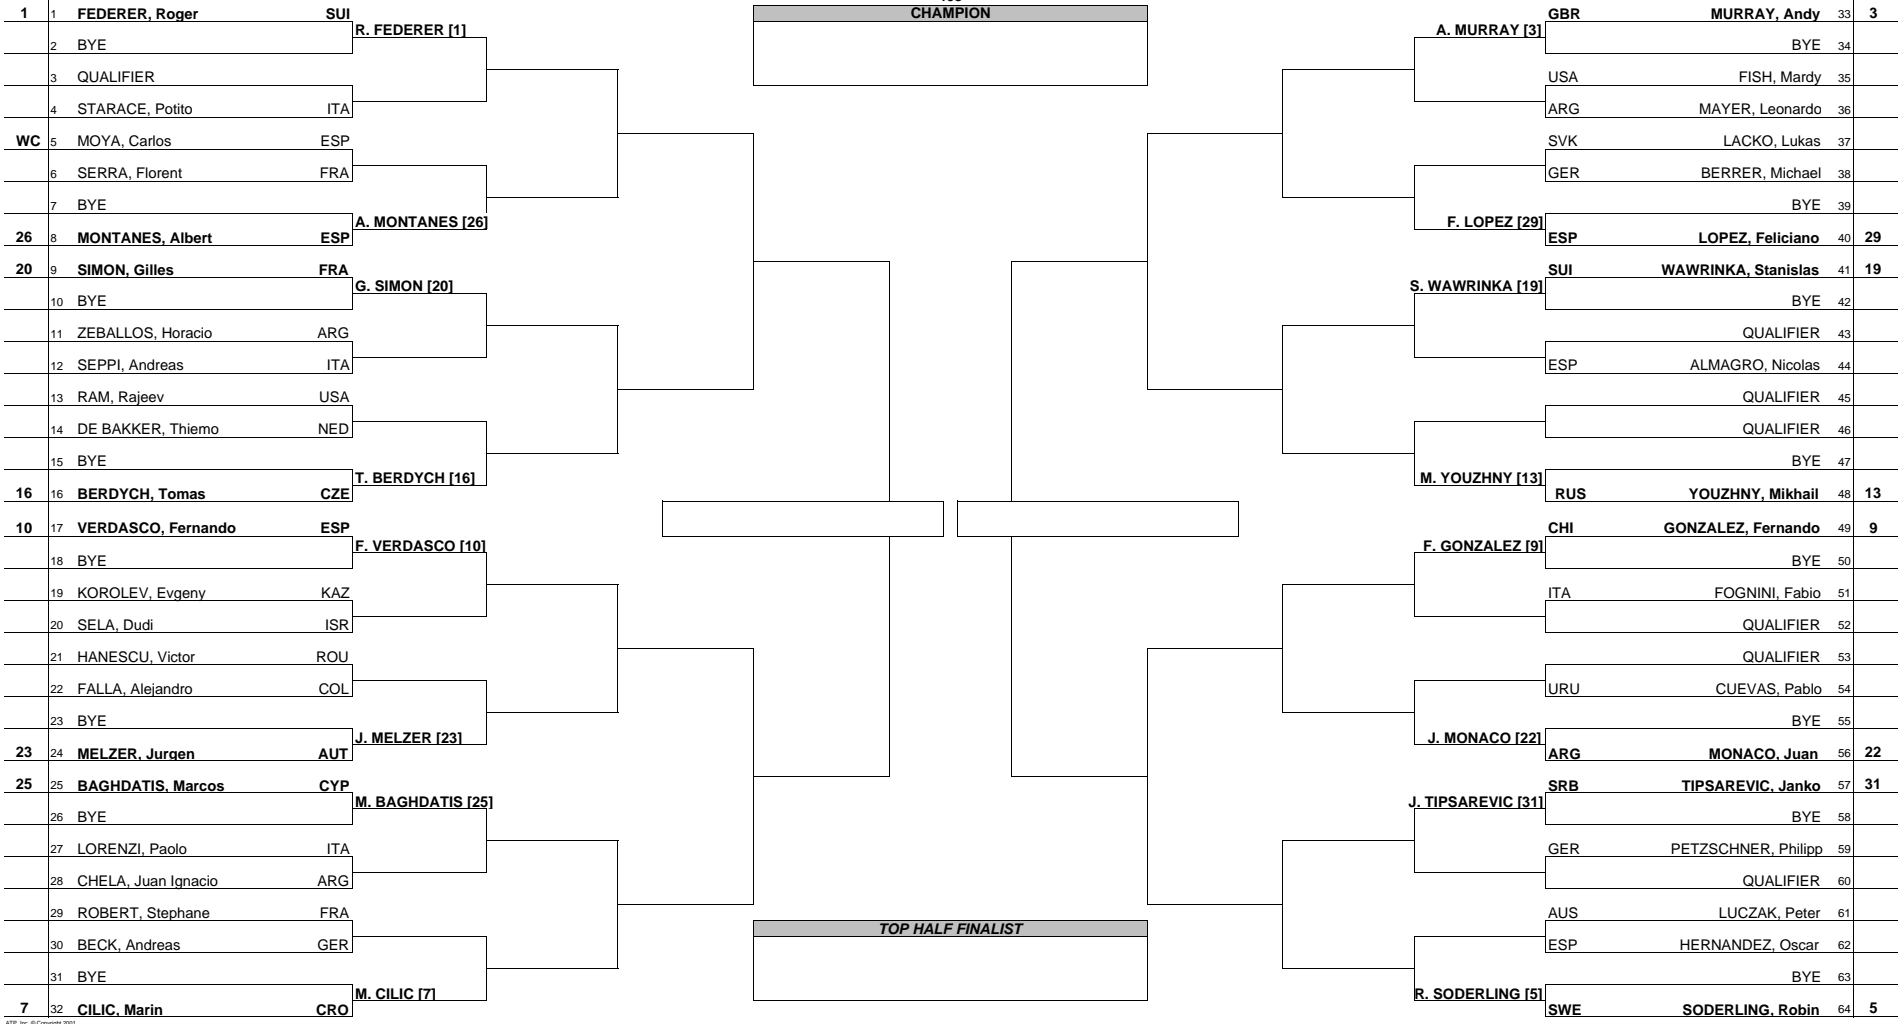 CHAMPION
1 1 FEDERER, Roger SUI
R. FEDERER [1]
2 BYE
3 QUALIFIER
4 STARACE, Potito ITA
WC 5 MOYA, Carlos ESP
6 SERRA, Florent FRA
7 BYE
A. MONTANES [26]
26 8 MONTANES, Albert ESP
20 9 SIMON, Gilles FRA
G. SIMON [20]
10 BYE
11 ZEBALLOS, Horacio ARG
12 SEPPI, Andreas ITA
13 RAM, Rajeev USA
14 DE BAKKER, Thiemo NED
15 BYE
T. BERDYCH [16]
16 16 BERDYCH, Tomas CZE
10 17 VERDASCO, Fernando ESP
F. VERDASCO [10]
18 BYE
19 KOROLEV, Evgeny KAZ
20 SELA, Dudi ISR
21 HANESCU, Victor ROU
22 FALLA, Alejandro COL
23 BYE
J. MELZER [23]
23 24 MELZER, Jurgen AUT
25 25 BAGHDATIS, Marcos CYP
M. BAGHDATIS [25]
26 BYE
27 LORENZI, Paolo ITA
28 CHELA, Juan Ignacio ARG
29 ROBERT, Stephane FRA
30 BECK, Andreas GER
31 BYE
M. CILIC [7]
7 32 CILIC, Marin CRO
ATP, Inc. © Copyright 2001
TOP HALF FINALIST
GBR MURRAY, Andy 33 3
A. MURRAY [3]
BYE 34
USA FISH, Mardy 35
ARG MAYER, Leonardo 36
SVK LACKO, Lukas 37
GER BERRER, Michael 38
BYE 39
F. LOPEZ [29]
ESP LOPEZ, Feliciano 40 29
SUI WAWRINKA, Stanislas 41 19
S. WAWRINKA [19]
BYE 42
QUALIFIER 43
ESP ALMAGRO, Nicolas 44
QUALIFIER 45
QUALIFIER 46
BYE 47
M. YOUZHNY [13]
RUS YOUZHNY, Mikhail 48 13
CHI GONZALEZ, Fernando 49 9
F. GONZALEZ [9]
BYE 50
ITA FOGNINI, Fabio 51
QUALIFIER 52
QUALIFIER 53
URU CUEVAS, Pablo 54
BYE 55
J. MONACO [22]
ARG MONACO, Juan 56 22
SRB TIPSAREVIC, Janko 57 31
J. TIPSAREVIC [31]
BYE 58
GER PETZSCHNER, Philipp 59
QUALIFIER 60
AUS LUCZAK, Peter 61
ESP HERNANDEZ, Oscar 62
BYE 63
R. SODERLING [5]
SWE SODERLING, Robin 64 5